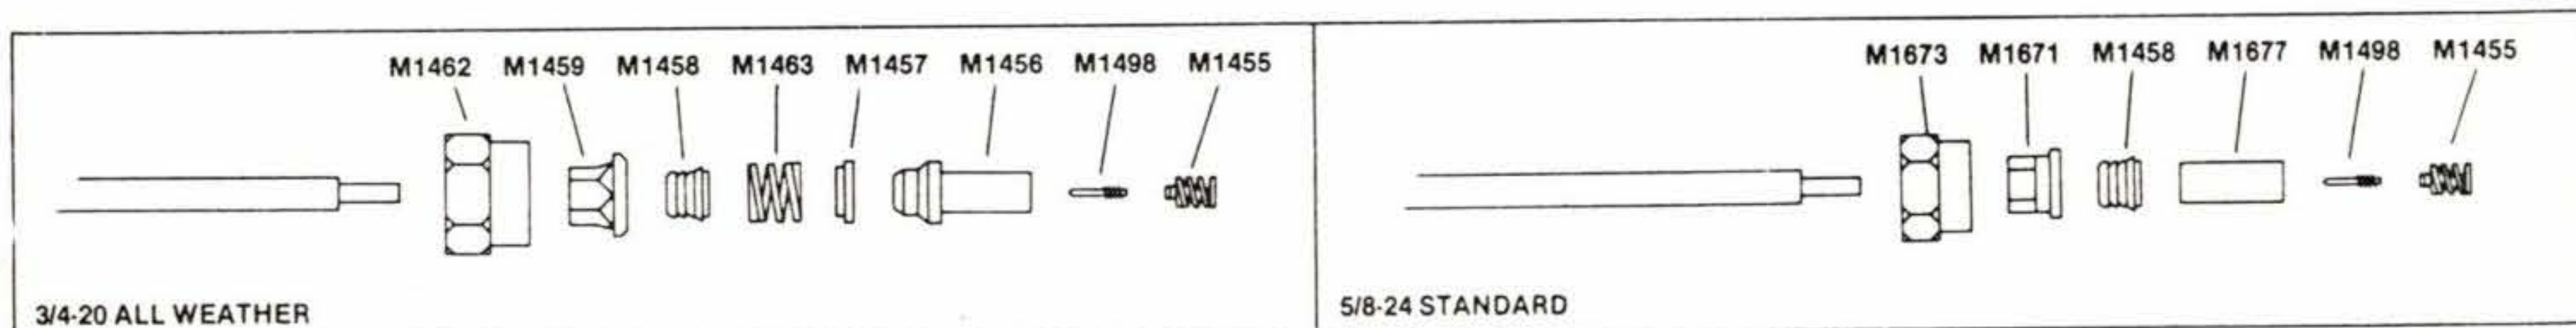 M1462 M1459 M1458 M1463 M1457 M1456 M1498 M1455
3/4-20 ALL WEATHER
M1673 M1671 M1458 M1677 M1498 M1455
5/8-24 STANDARD